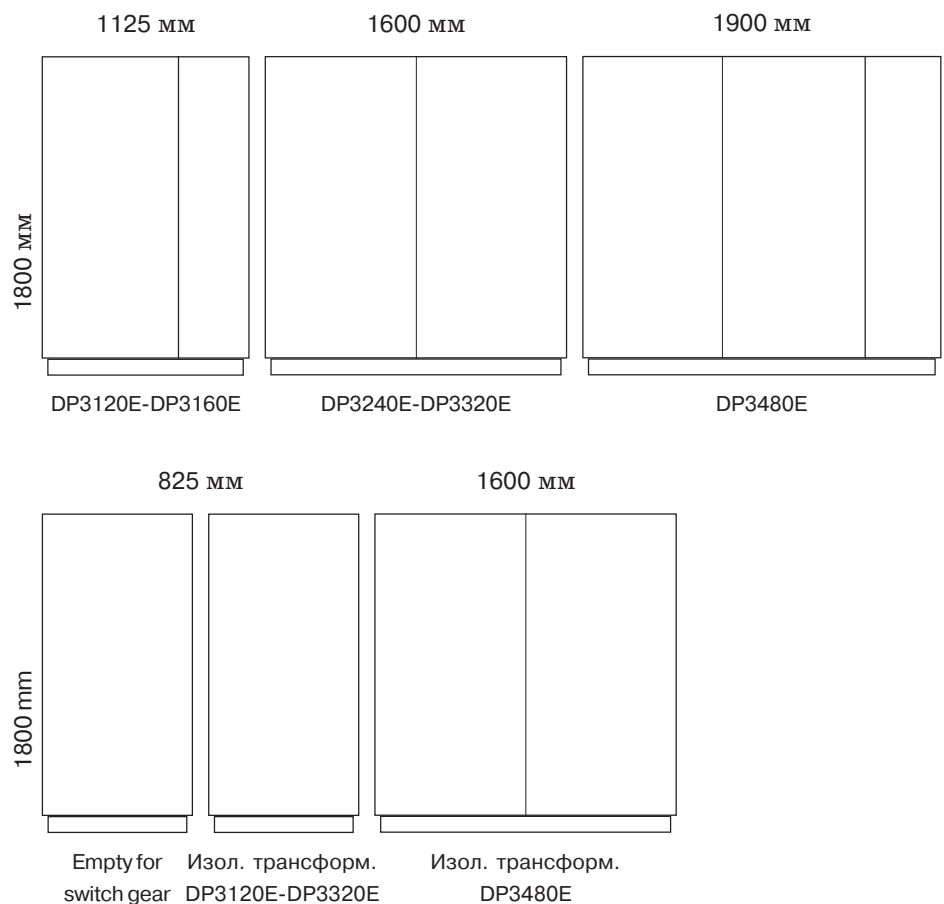 1125 мм
1600 мм
1900 мм
1800 мм
DP3120E-DP3160E
DP3240E-DP3320E
DP3480E
825 мм
1600 мм
1800 mm
Empty for
switch gear
Изол. трансформ.
DP3120E-DP3320E
Изол. трансформ.
DP3480E